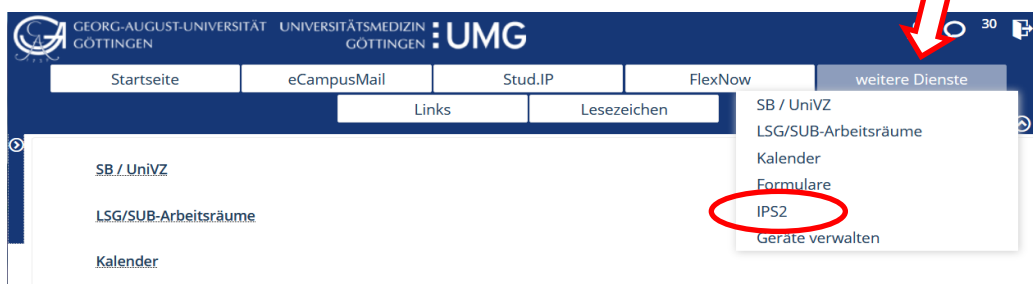 GEORG-AUGUST-UNIVERSITÄT
GÖTTINGEN
UNIVERSITÄTSMEDIZIN
GÖTTINGEN
UMG
30
Startseite
eCampusMail
Stud.IP
FlexNow
weitere Dienste
Links
Lesezeichen
SB / UniVZ
LSG/SUB-Arbeitsräume
Kalender
Formulare
IPS2
Geräte verwalten
SB / UniVZ
LSG/SUB-Arbeitsräume
Kalender